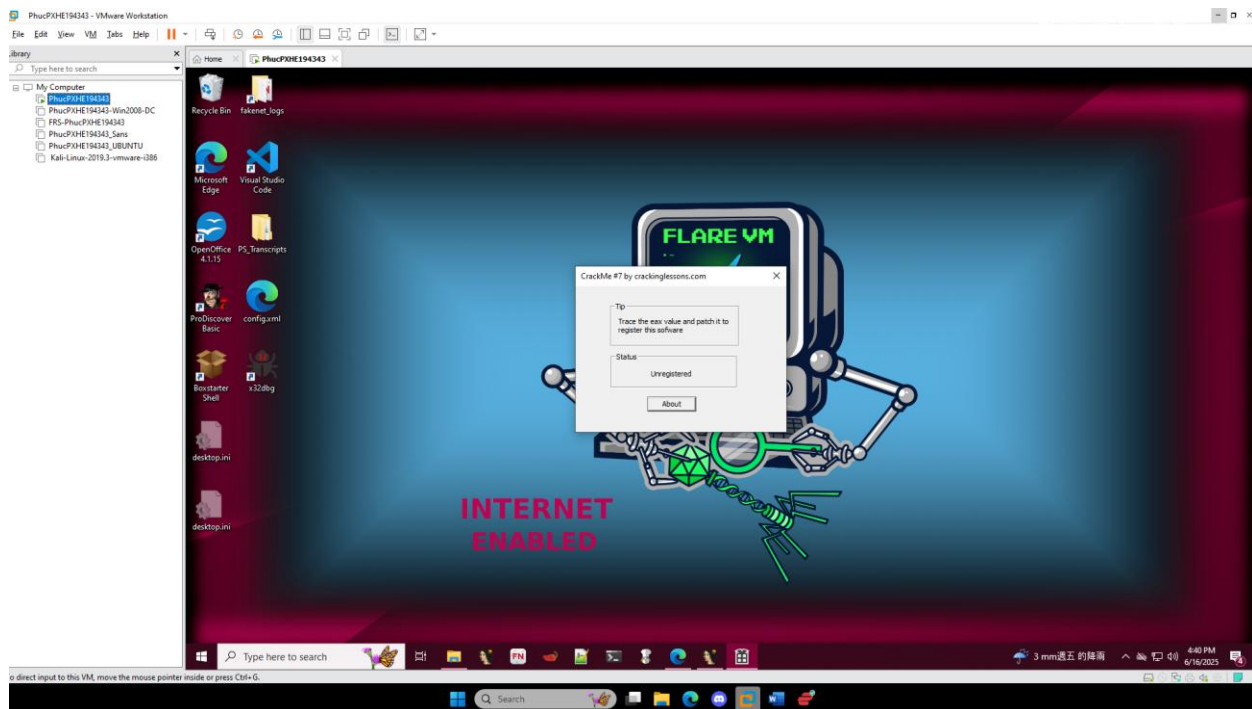 PhucPXHE194343 - VMware Workstation
File Edit View VM Tabs Help
Library
Type here to search
My Computer
PhucPXHE194343
PhucPXHE194343-Win2008-DC
FRS-PhucPXHE194343
PhucPXHE194343_Sans
PhucPXHE194343_UBUNTU
Kali-Linux-2019.3-vmware-i386
Home
PhucPXHE194343
Recycle Bin
fakenet_logs
Microsoft Edge
Visual Studio Code
OpenOffice 4.1.15
PS_Transcripts
ProDiscover Basic
config.xml
Boxstarter Shell
x32dbg
desktop.ini
desktop.ini
FLARE VM
CrackMe #7 by crackinglessons.com
Tip
Trace the eax value and patch it to
register this sofware
Status
Unregistered
About
INTERNET
ENABLED
Type here to search
FN
3 mm週五 的降雨
4:40 PM
6/16/2025
o direct input to this VM, move the mouse pointer inside or press Ctrl+G.
Search